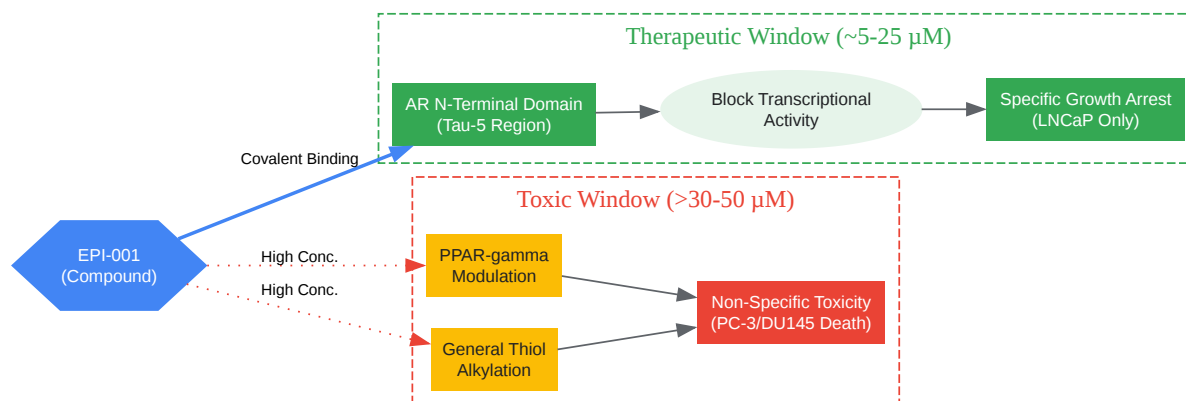 Therapeutic Window (~5-25 µM)
AR N-Terminal Domain
(Tau-5 Region)
Block Transcriptional
Activity
Specific Growth Arrest
(LNCaP Only)
Covalent Binding
Toxic Window (>30-50 µM)
EPI-001
(Compound)
High Conc.
PPAR-gamma
Modulation
High Conc.
Non-Specific Toxicity
(PC-3/DU145 Death)
General Thiol
Alkylation